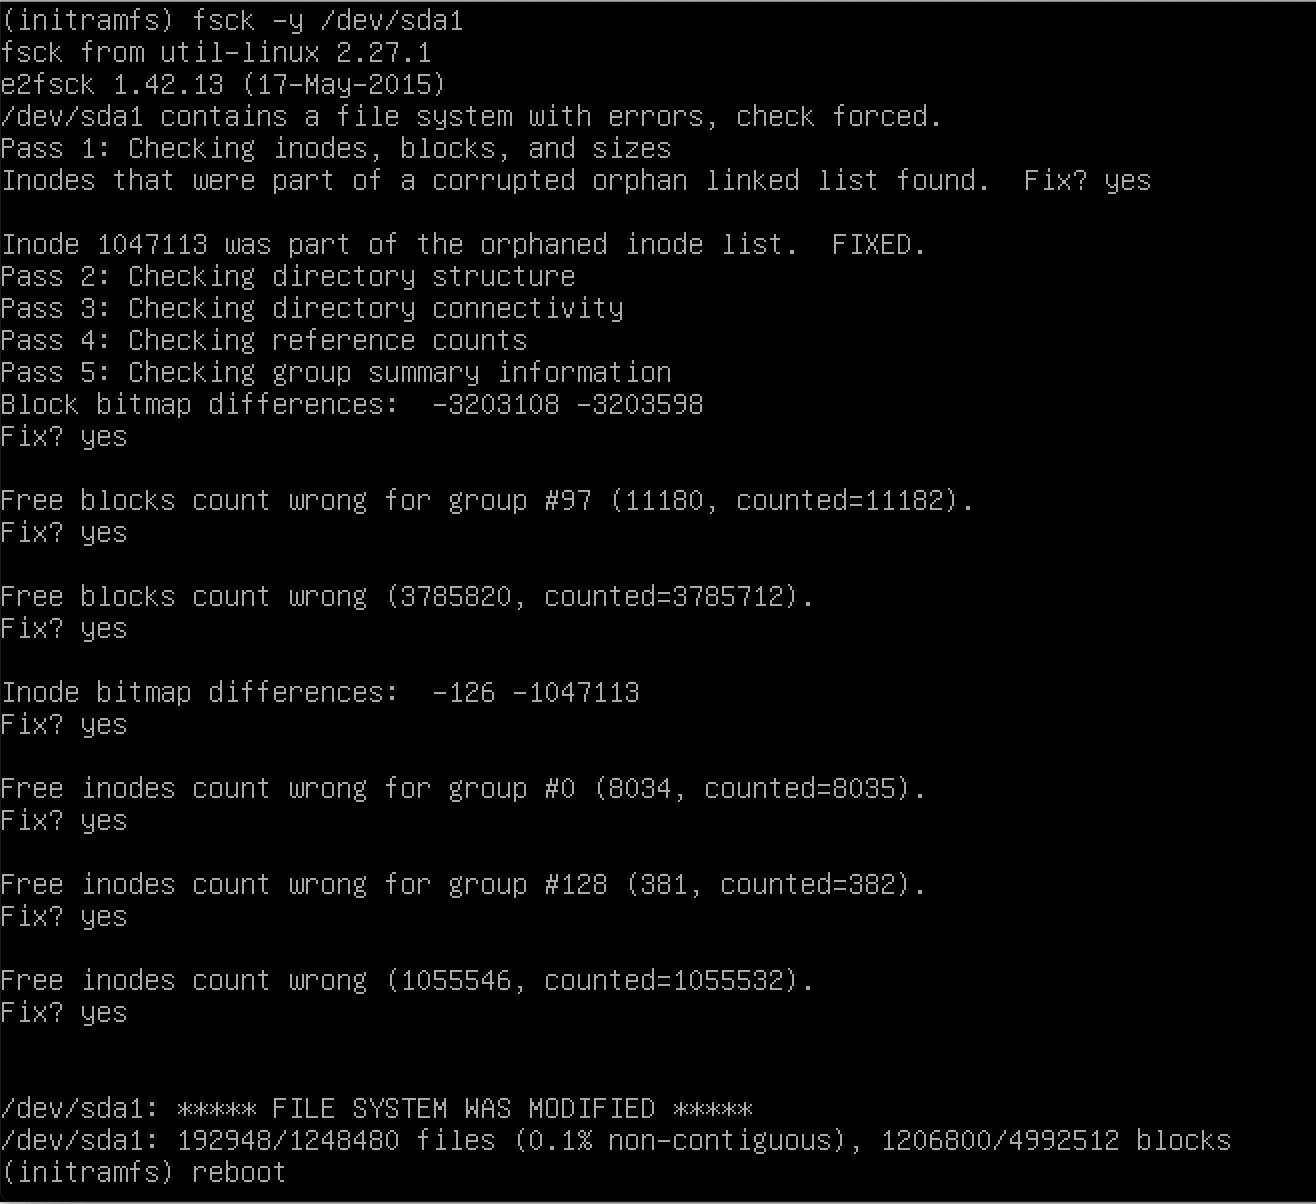 (initramfs) fsck -y /dev/sda1
fsck from util-linux 2.27.1
e2fsck 1.42.13 (17-May-2015)
/dev/sda1 contains a file system with errors, check forced.
Pass 1: Checking inodes, blocks, and sizes
Inodes that were part of a corrupted orphan linked list found.  Fix? yes

Inode 1047113 was part of the orphaned inode list.  FIXED.
Pass 2: Checking directory structure
Pass 3: Checking directory connectivity
Pass 4: Checking reference counts
Pass 5: Checking group summary information
Block bitmap differences:  -3203108 -3203598
Fix? yes

Free blocks count wrong for group #97 (11180, counted=11182).
Fix? yes

Free blocks count wrong (3785820, counted=3785712).
Fix? yes

Inode bitmap differences:  -126 -1047113
Fix? yes

Free inodes count wrong for group #0 (8034, counted=8035).
Fix? yes

Free inodes count wrong for group #128 (381, counted=382).
Fix? yes

Free inodes count wrong (1055546, counted=1055532).
Fix? yes

/dev/sda1: ***** FILE SYSTEM WAS MODIFIED *****
/dev/sda1: 192948/1248480 files (0.1% non-contiguous), 1206800/4992512 blocks
(initramfs) reboot